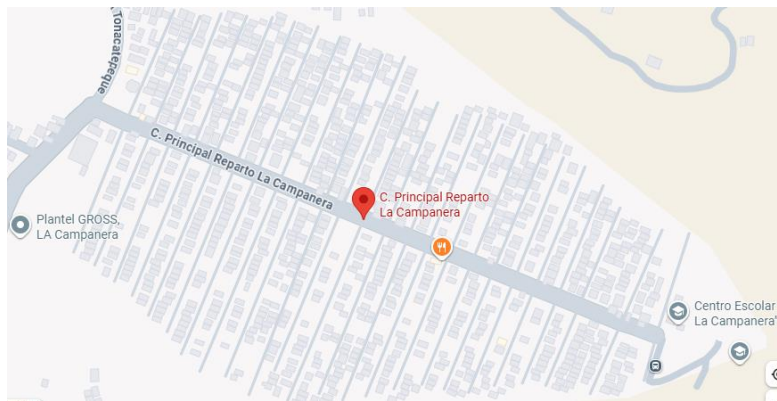 Tonacatepeque
C. Principal Reparto La Campanera
C. Principal Reparto
La Campanera
Plantel GROSS,
LA Campanera
Centro Escolar
La Campanera"